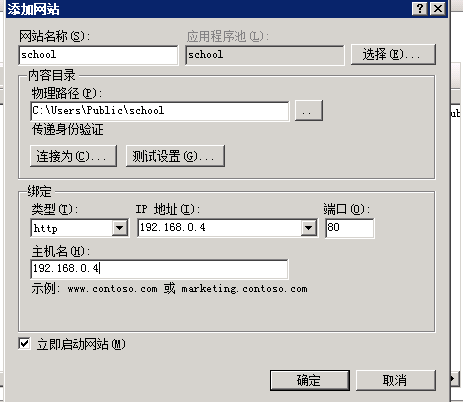 添加网站
网站名称(S):
应用程序池(L):
school
school
选择(E)...
内容目录
物理路径(P):
C:\Users\Public\school
..
传递身份验证
连接为(C)...
测试设置(G)...
绑定
类型(T):
IP 地址(I):
端口(O):
http
192.168.0.4
80
主机名(H):
192.168.0.4
示例: www.contoso.com 或 marketing.contoso.com
立即启动网站(M)
确定
取消
ub